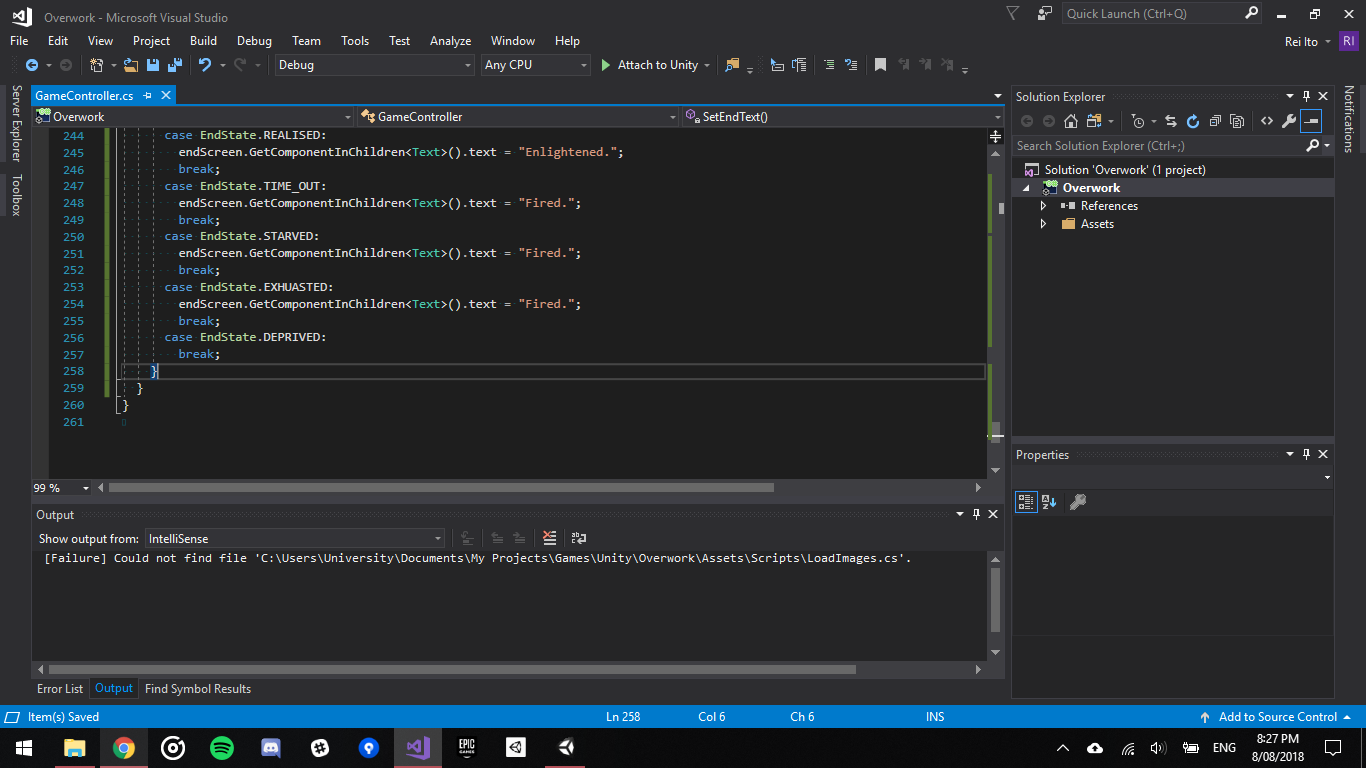 Overwork - Microsoft Visual Studio
Quick Launch (Ctrl+Q)
File Edit View Project Build Debug Team Tools Test Analyze Window Help
Rei Ito RI
Debug Any CPU Attach to Unity
Server Explorer
Toolbox
GameController.cs
Overwork GameController SetEndText()
244 case EndState.REALISED:
245 endScreen.GetComponentInChildren<Text>().text = "Enlightened.";
246 break;
247 case EndState.TIME_OUT:
248 endScreen.GetComponentInChildren<Text>().text = "Fired.";
249 break;
250 case EndState.STARVED:
251 endScreen.GetComponentInChildren<Text>().text = "Fired.";
252 break;
253 case EndState.EXHUASTED:
254 endScreen.GetComponentInChildren<Text>().text = "Fired.";
255 break;
256 case EndState.DEPRIVED:
257 break;
258 }
259 }
260 }
261
99 %
Output
Show output from: IntelliSense
[Failure] Could not find file 'C:\Users\University\Documents\My Projects\Games\Unity\Overwork\Assets\Scripts\LoadImages.cs'.
Error List Output Find Symbol Results
Solution Explorer
Search Solution Explorer (Ctrl+;)
Solution 'Overwork' (1 project)
Overwork
References
Assets
Properties
Notifications
Item(s) Saved Ln 258 Col 6 Ch 6 INS Add to Source Control
EPIC
GAMES
ENG
8:27 PM
8/08/2018